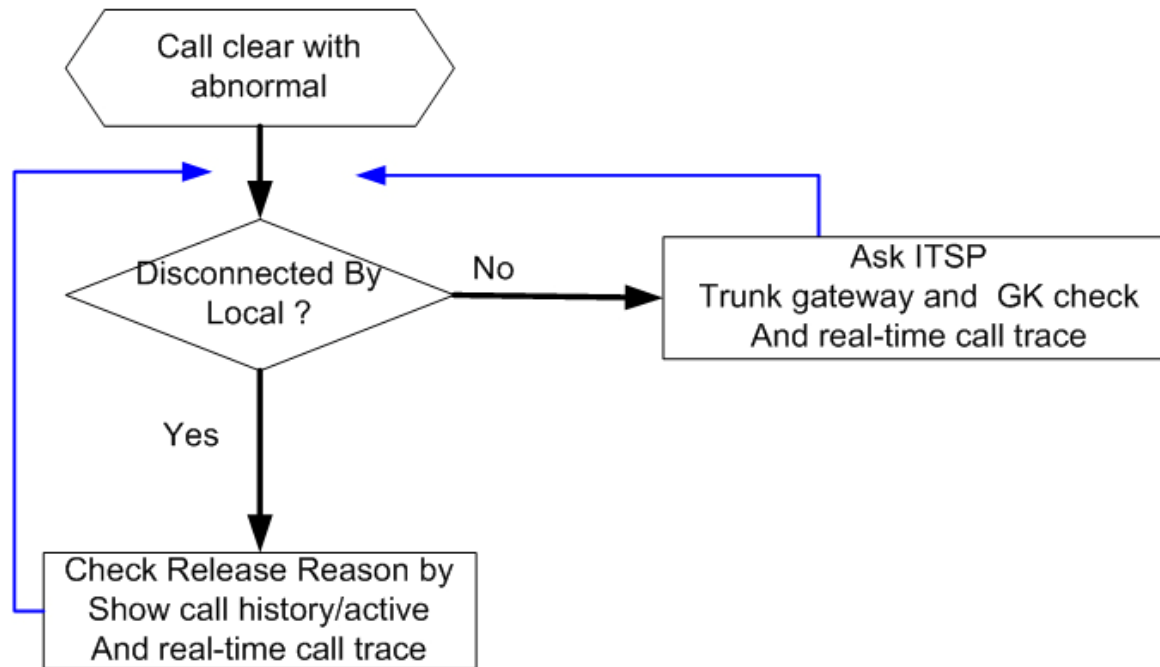 Call clear with
abnormal
Disconnected By
Local ?
No
Ask ITSP
Trunk gateway and GK check
And real-time call trace
Yes
Check Release Reason by
Show call history/active
And real-time call trace